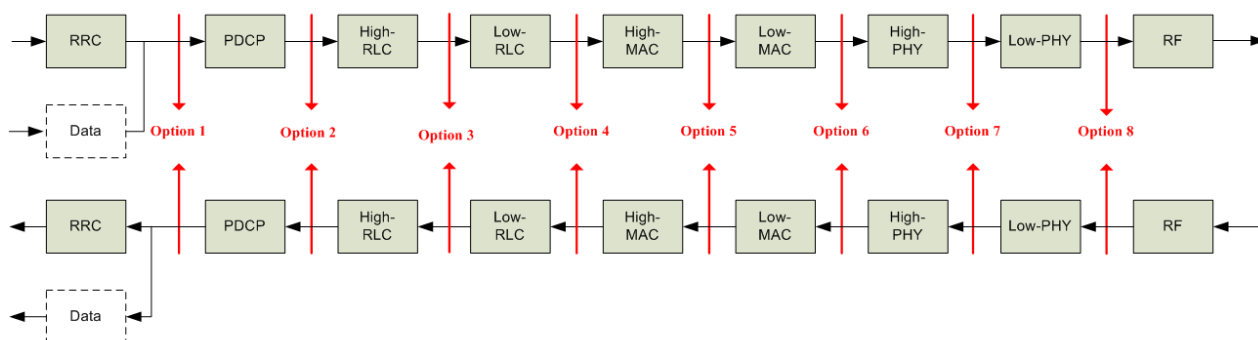 RRC
PDCP
High-
RLC
Low-
RLC
High-
MAC
Low-
MAC
High-
PHY
Low-PHY
RF
Data
Option 1
Option 2
Option 3
Option 4
Option 5
Option 6
Option 7
Option 8
RRC
PDCP
High-
RLC
Low-
RLC
High-
MAC
Low-
MAC
High-
PHY
Low-PHY
RF
Data